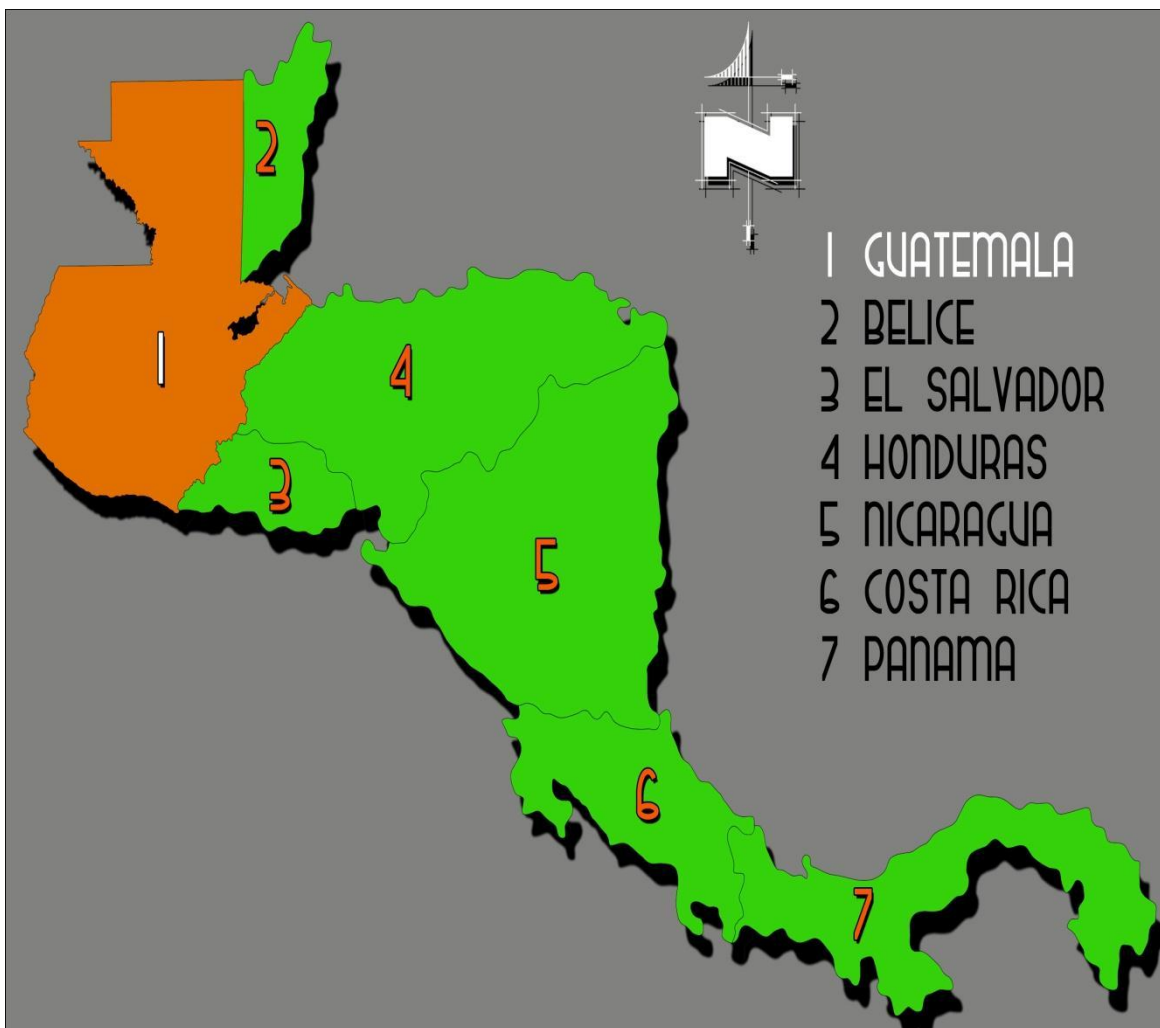 N
1 GUATEMALA
2 BELICE
3 EL SALVADOR
4 HONDURAS
5 NICARAGUA
6 COSTA RICA
7 PANAMA
2
1
4
3
5
6
7